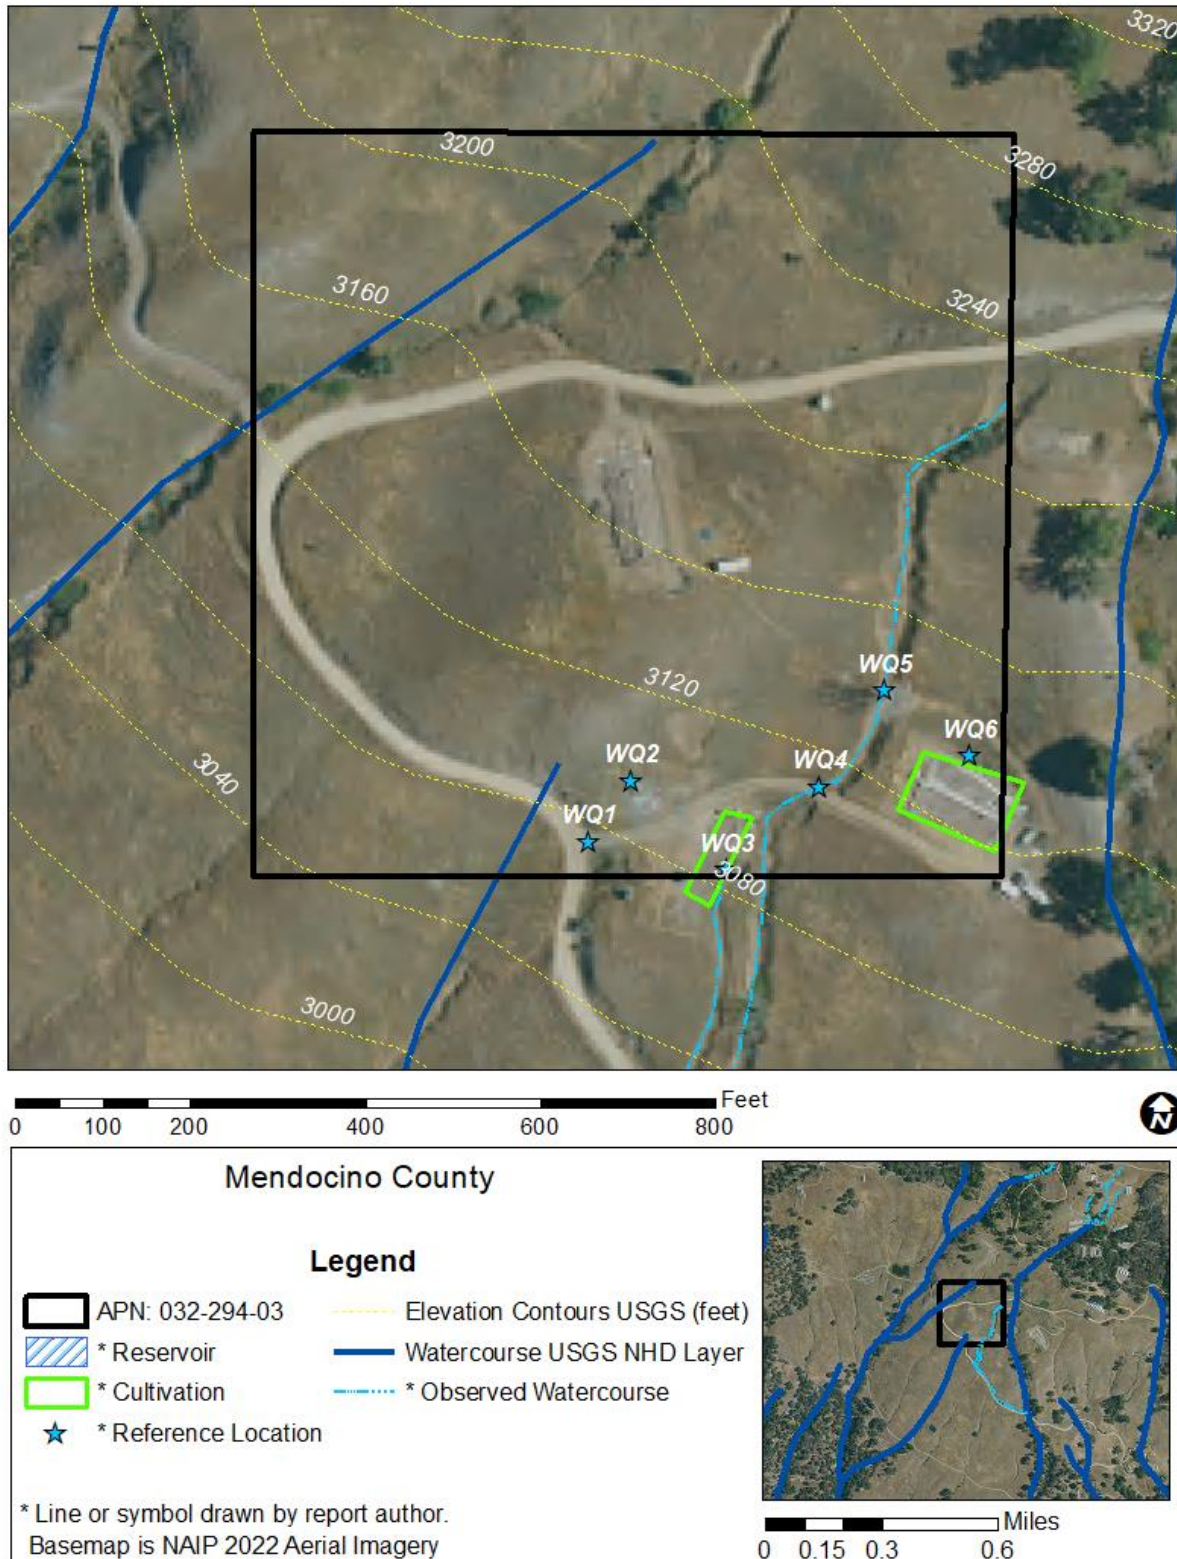 3320
3200
3280
3160
3240
WQ5
3120
WQ6
WQ2
WQ4
3040
WQ1
WQ3
3080
3000
Feet
0 100 200 400 600 800
N
Mendocino County
Legend
APN: 032-294-03
Elevation Contours USGS (feet)
* Reservoir
Watercourse USGS NHD Layer
* Cultivation
* Observed Watercourse
* Reference Location
* Line or symbol drawn by report author.
Basemap is NAIP 2022 Aerial Imagery
Miles
0 0.15 0.3 0.6